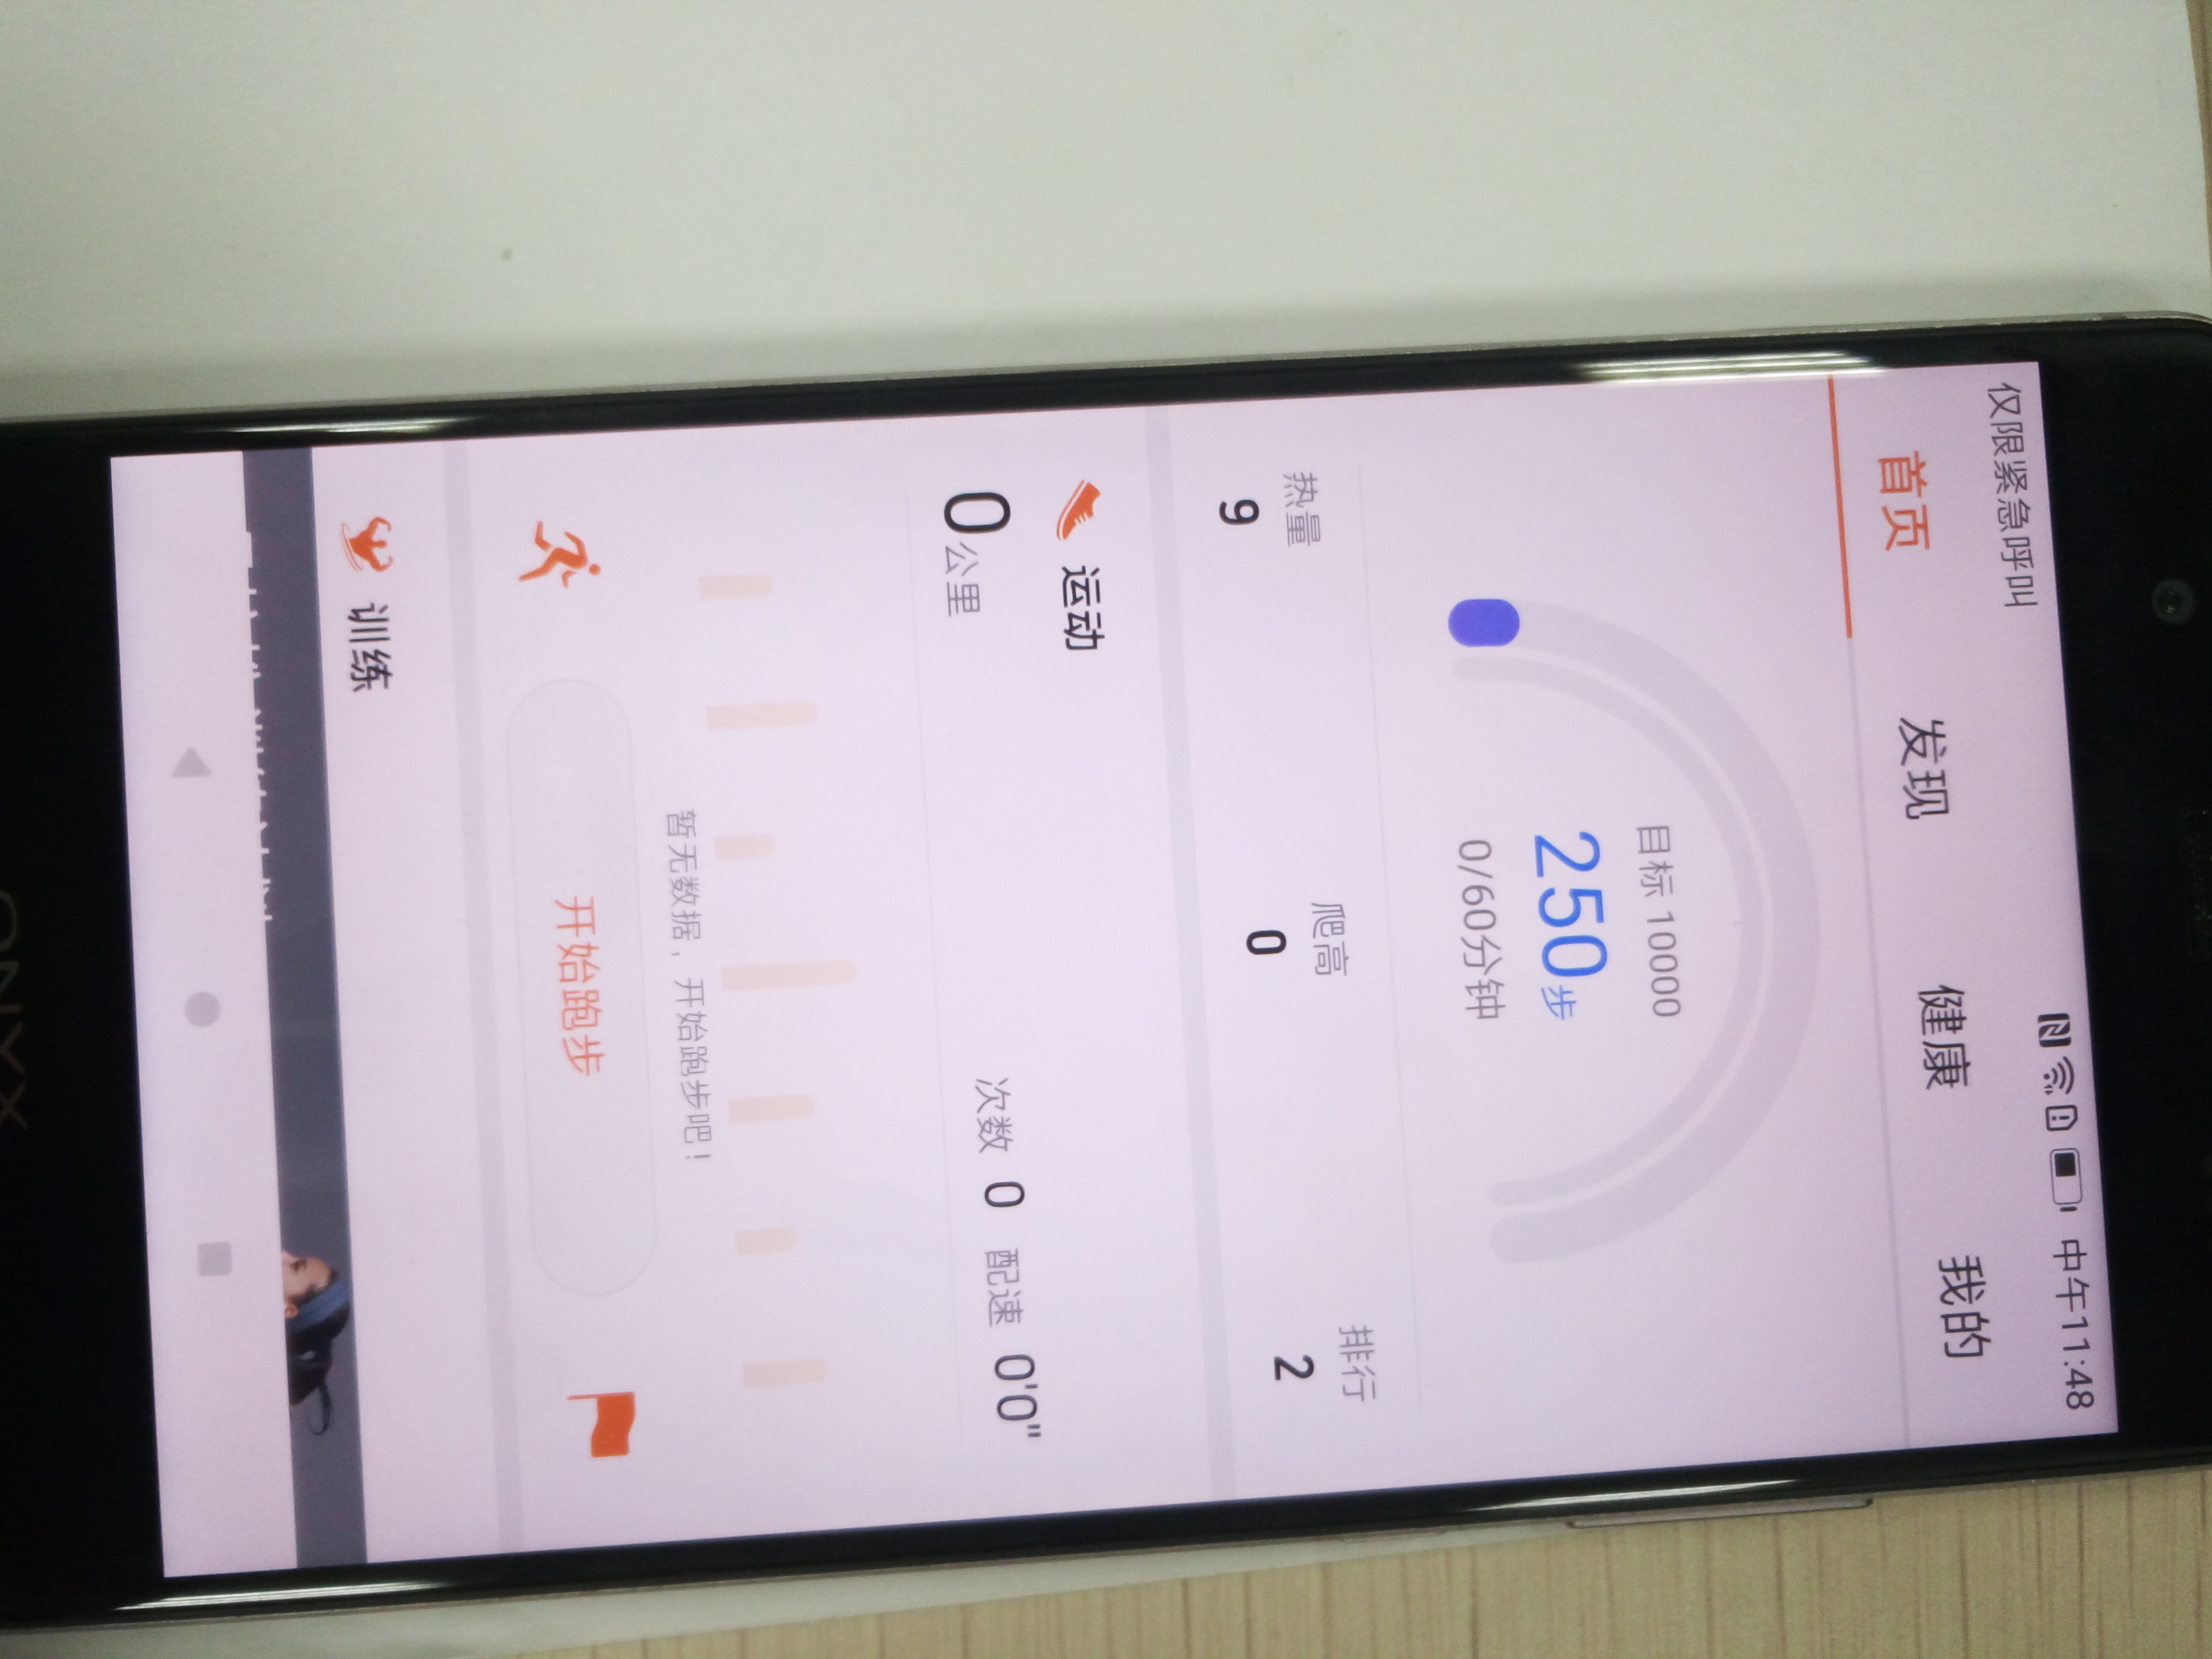 仅限紧急呼叫 中午11:48
首页 发现 健康 我的
目标 10000
250步
0/60分钟
热量 爬高 排行
9 0 2
运动
0公里 次数 0 配速 0'0"
暂无数据，开始跑步吧！
开始跑步
训练